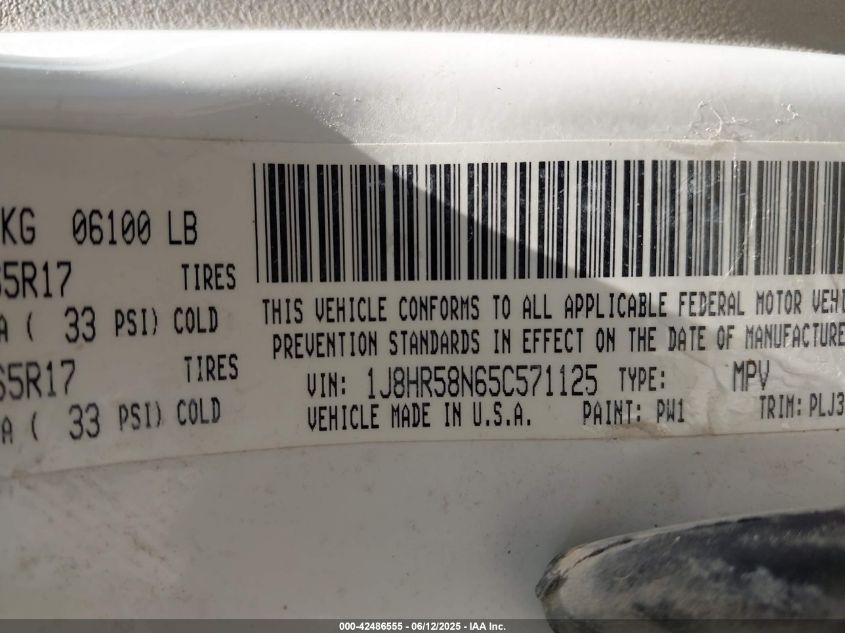 KG 06100 LB
65R17 TIRES
A ( 33 PSI) COLD
65R17 TIRES
A ( 33 PSI) COLD
THIS VEHICLE CONFORMS TO ALL APPLICABLE FEDERAL MOTOR VEHI
PREVENTION STANDARDS IN EFFECT ON THE DATE OF MANUFACTURE
VIN: 1J8HR58N65C571125 TYPE: MPV
VEHICLE MADE IN U.S.A. PAINT: PW1 TRIM: PLJ3
000-42486555 - 06/12/2025 - IAA Inc.